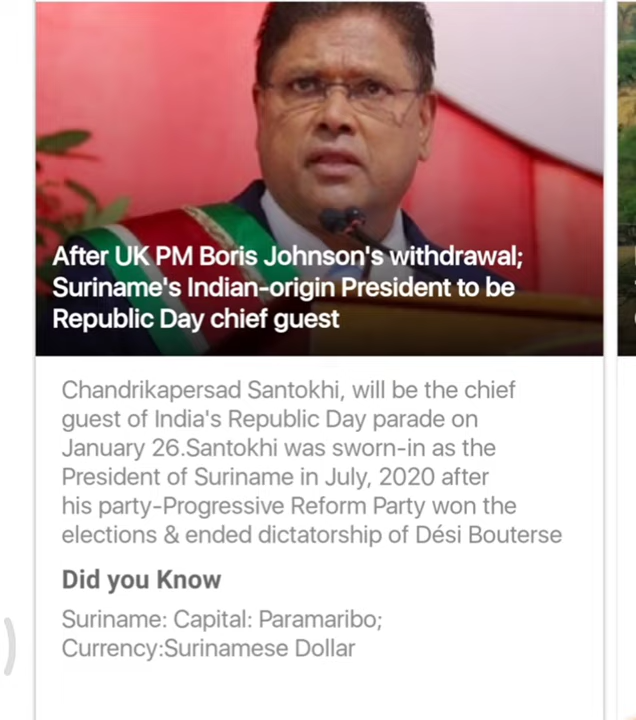 After UK PM Boris Johnson's withdrawal;
Suriname's Indian-origin President to be
Republic Day chief guest
Chandrikapersad Santokhi, will be the chief
guest of India's Republic Day parade on
January 26.Santokhi was sworn-in as the
President of Suriname in July, 2020 after
his party-Progressive Reform Party won the
elections & ended dictatorship of Dési Bouterse
Did you Know
Suriname: Capital: Paramaribo;
Currency:Surinamese Dollar